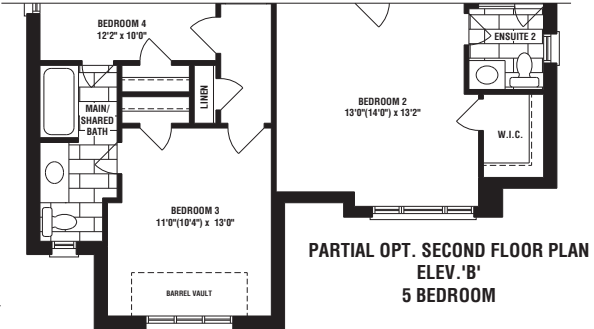 BEDROOM 4
12'2" x 10'0"
ENSUITE 2
LINEN
MAIN/
SHARED
BATH
BEDROOM 2
13'0"(14'0") x 13'2"
W.I.C.
BEDROOM 3
11'0"(10'4") x 13'0"
BARREL VAULT
PARTIAL OPT. SECOND FLOOR PLAN
ELEV.'B'
5 BEDROOM